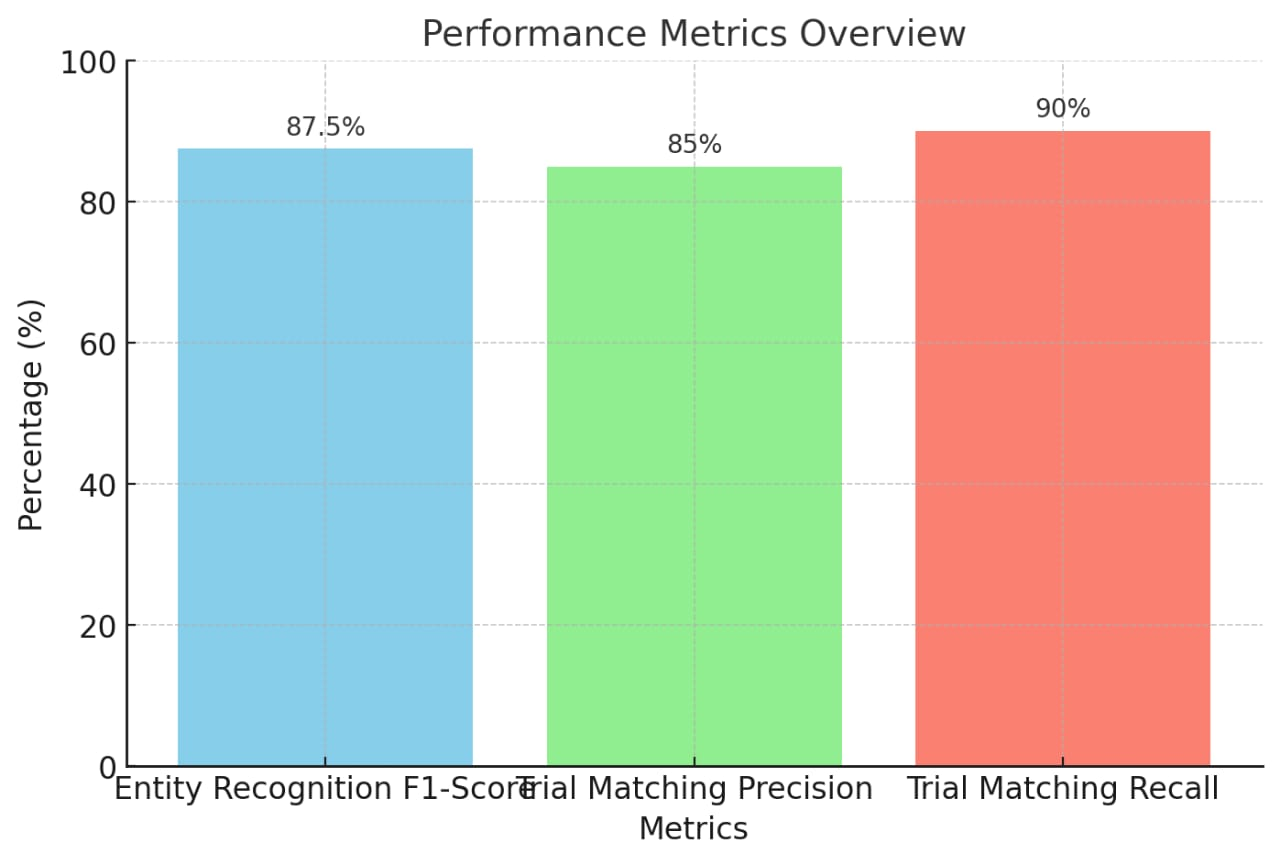 Performance Metrics Overview
100
87.5%
85%
90%
80
60
40
20
0
Percentage (%)
Entity Recognition F1-Score
Trial Matching Precision
Trial Matching Recall
Metrics